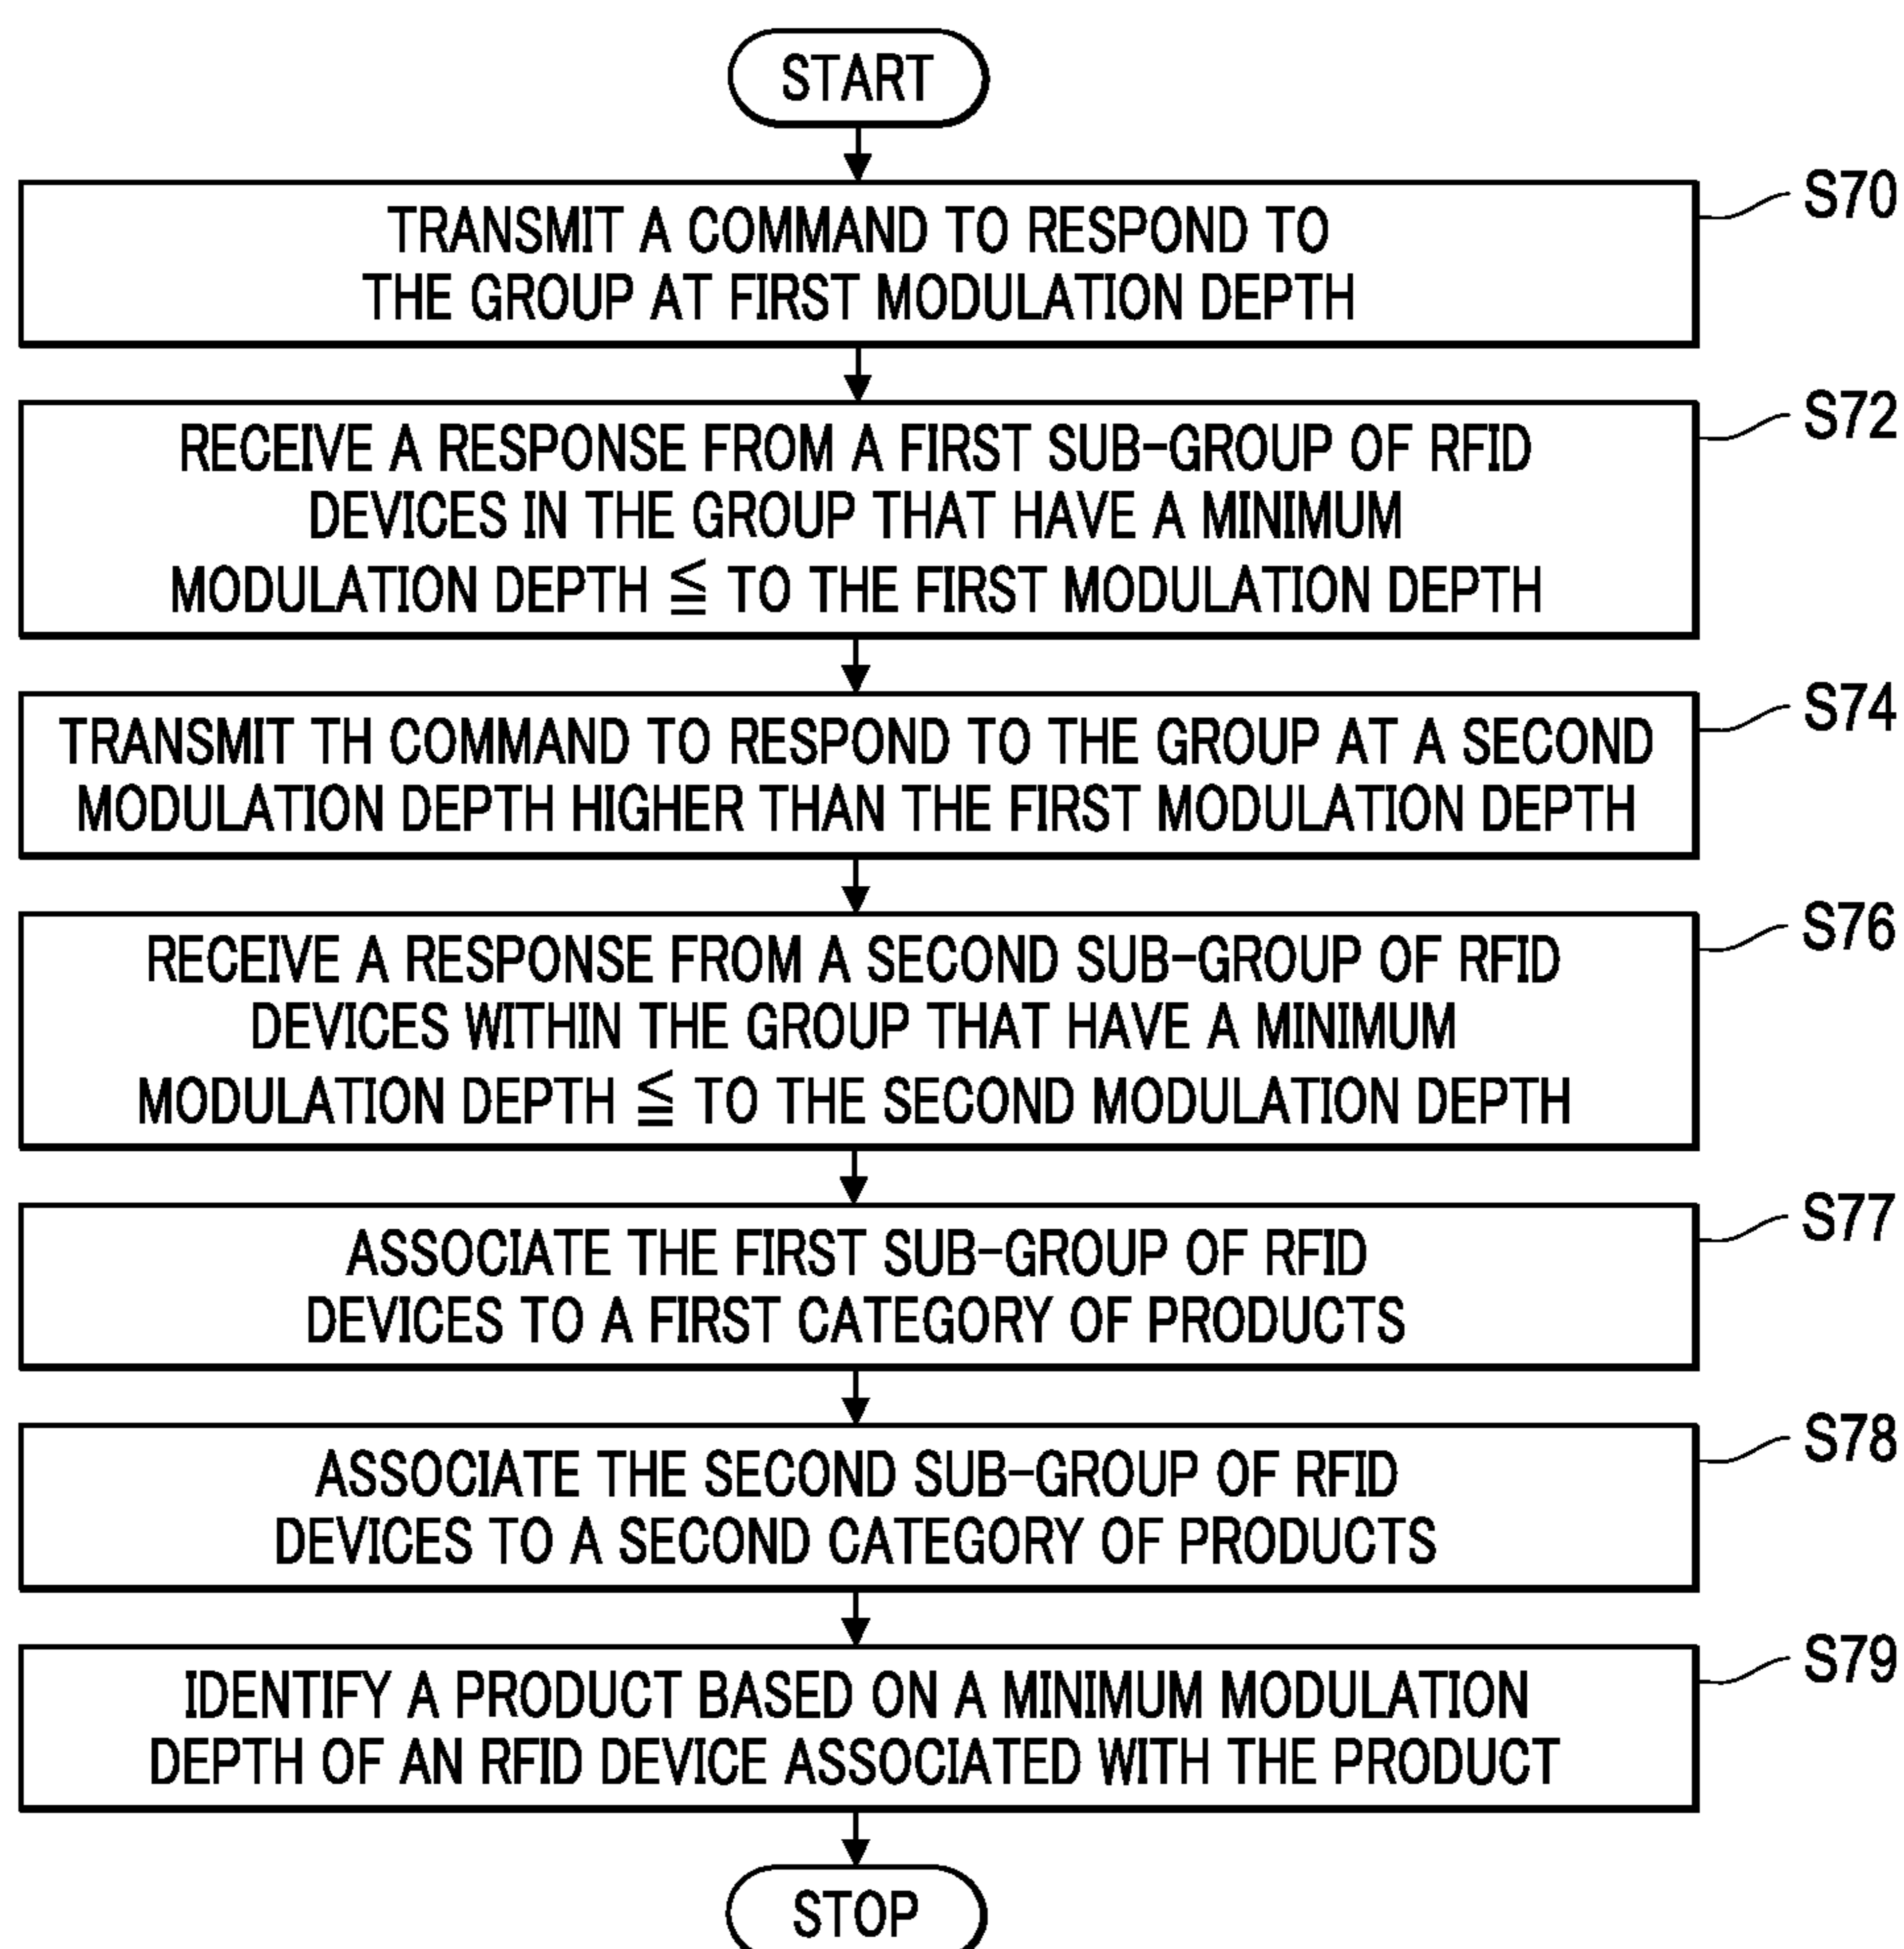 START
S70
TRANSMIT A COMMAND TO RESPOND TO
THE GROUP AT FIRST MODULATION DEPTH
S72
RECEIVE A RESPONSE FROM A FIRST SUB-GROUP OF RFID
DEVICES IN THE GROUP THAT HAVE A MINIMUM
MODULATION DEPTH ≦ TO THE FIRST MODULATION DEPTH
S74
TRANSMIT TH COMMAND TO RESPOND TO THE GROUP AT A SECOND
MODULATION DEPTH HIGHER THAN THE FIRST MODULATION DEPTH
S76
RECEIVE A RESPONSE FROM A SECOND SUB-GROUP OF RFID
DEVICES WITHIN THE GROUP THAT HAVE A MINIMUM
MODULATION DEPTH ≦ TO THE SECOND MODULATION DEPTH
S77
ASSOCIATE THE FIRST SUB-GROUP OF RFID
DEVICES TO A FIRST CATEGORY OF PRODUCTS
S78
ASSOCIATE THE SECOND SUB-GROUP OF RFID
DEVICES TO A SECOND CATEGORY OF PRODUCTS
S79
IDENTIFY A PRODUCT BASED ON A MINIMUM MODULATION
DEPTH OF AN RFID DEVICE ASSOCIATED WITH THE PRODUCT
STOP